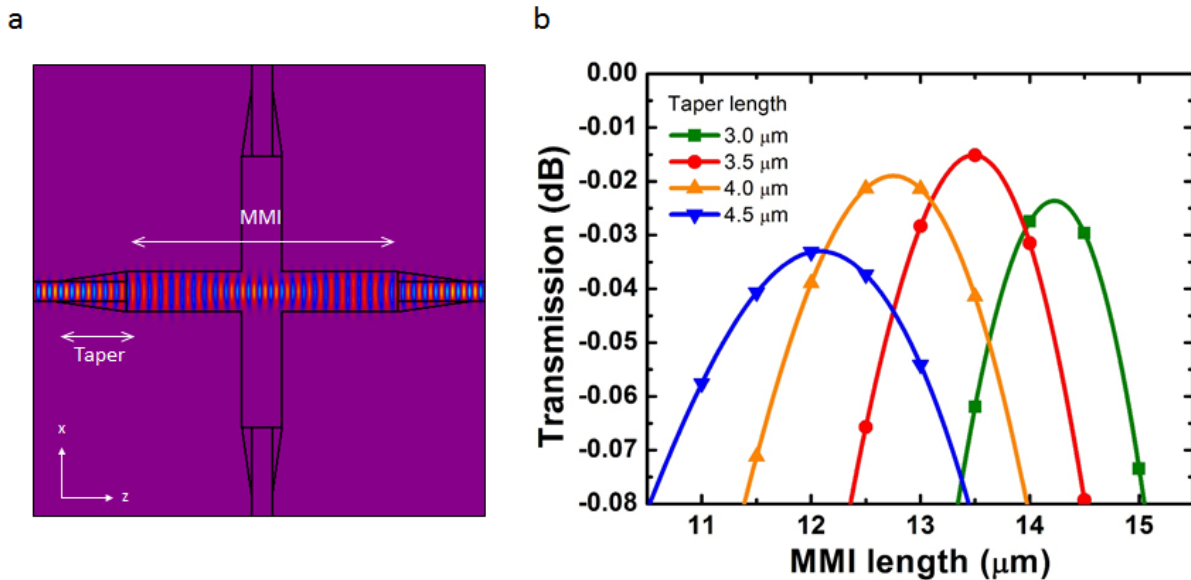 a
MMI
Taper
x
z
b
0.00
-0.01
-0.02
-0.03
-0.04
-0.05
-0.06
-0.07
-0.08
Transmission (dB)
Taper length
3.0 μm
3.5 μm
4.0 μm
4.5 μm
11 12 13 14 15
MMI length (μm)